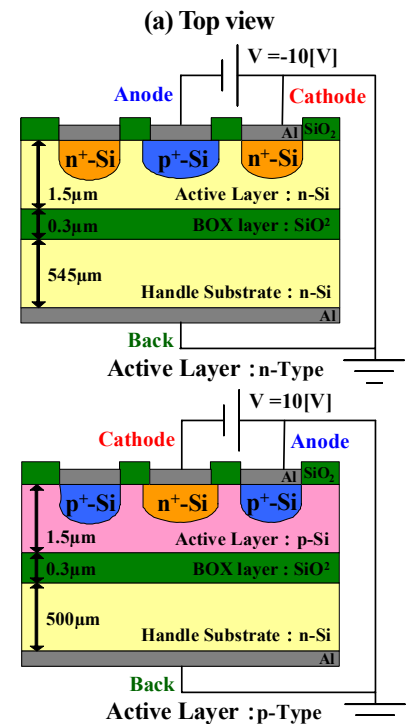 (a) Top view
V =-10[V]
Anode
Cathode
Al
SiO₂
n⁺-Si
p⁺-Si
n⁺-Si
1.5µm
Active Layer : n-Si
0.3µm
BOX layer : SiO²
545µm
Handle Substrate : n-Si
Al
Back
Active Layer : n-Type
V =10[V]
Cathode
Anode
Al
SiO₂
p⁺-Si
n⁺-Si
p⁺-Si
1.5µm
Active Layer : p-Si
0.3µm
BOX layer : SiO²
500µm
Handle Substrate : n-Si
Al
Back
Active Layer : p-Type